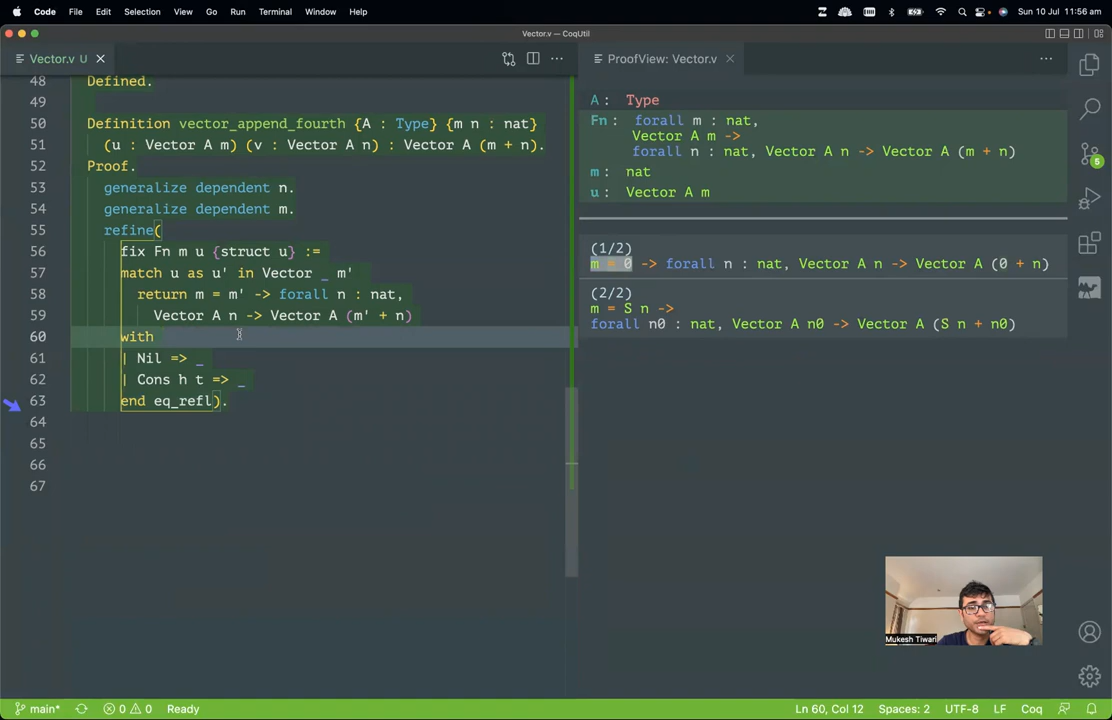 Code File Edit Selection View Go Run Terminal Window Help
Sun 10 Jul 11:56 am
Vector.v — CoqUtil
Vector.v U
ProofView: Vector.v
48 Defined.
49
50 Definition vector_append_fourth {A : Type} {m n : nat}
51 (u : Vector A m) (v : Vector A n) : Vector A (m + n).
52 Proof.
53 generalize dependent n.
54 generalize dependent m.
55 refine(
56 fix Fn m u {struct u} :=
57 match u as u' in Vector _ m'
58 return m = m' -> forall n : nat,
59 Vector A n -> Vector A (m' + n)
60 with
61 | Nil => _
62 | Cons h t => _
63 end eq_refl).
64
65
66
67
A : Type
Fn : forall m : nat,
Vector A m ->
forall n : nat, Vector A n -> Vector A (m + n)
m : nat
u : Vector A m
(1/2)
m = 0 -> forall n : nat, Vector A n -> Vector A (0 + n)
(2/2)
m = S n ->
forall n0 : nat, Vector A n0 -> Vector A (S n + n0)
5
Mukesh Tiwari
main* 0 0 Ready
Ln 60, Col 12 Spaces: 2 UTF-8 LF Coq